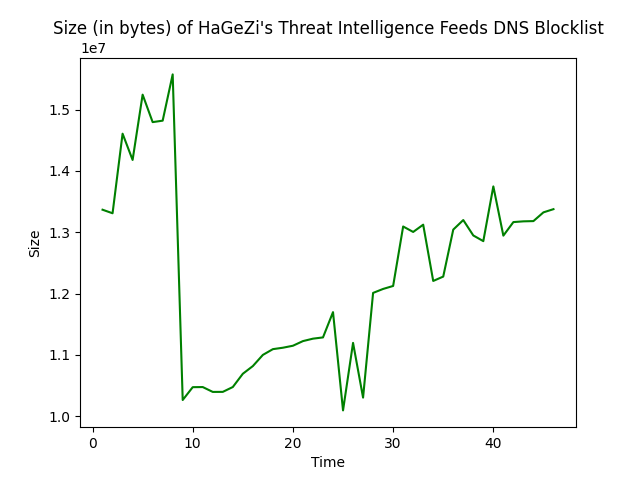 Size (in bytes) of HaGeZi's Threat Intelligence Feeds DNS Blocklist
1e7
1.5
1.4
1.3
1.2
1.1
1.0
Size
0 10 20 30 40
Time